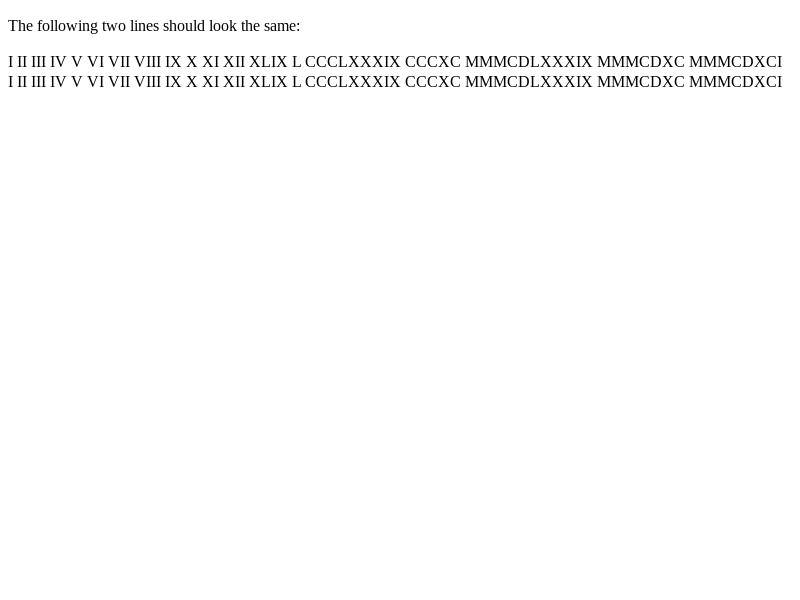 The following two lines should look the same:
I II III IV V VI VII VIII IX X XI XII XLIX L CCCLXXXIX CCCXC MMMCDLXXXIX MMMCDXC MMMCDXCI
I II III IV V VI VII VIII IX X XI XII XLIX L CCCLXXXIX CCCXC MMMCDLXXXIX MMMCDXC MMMCDXCI